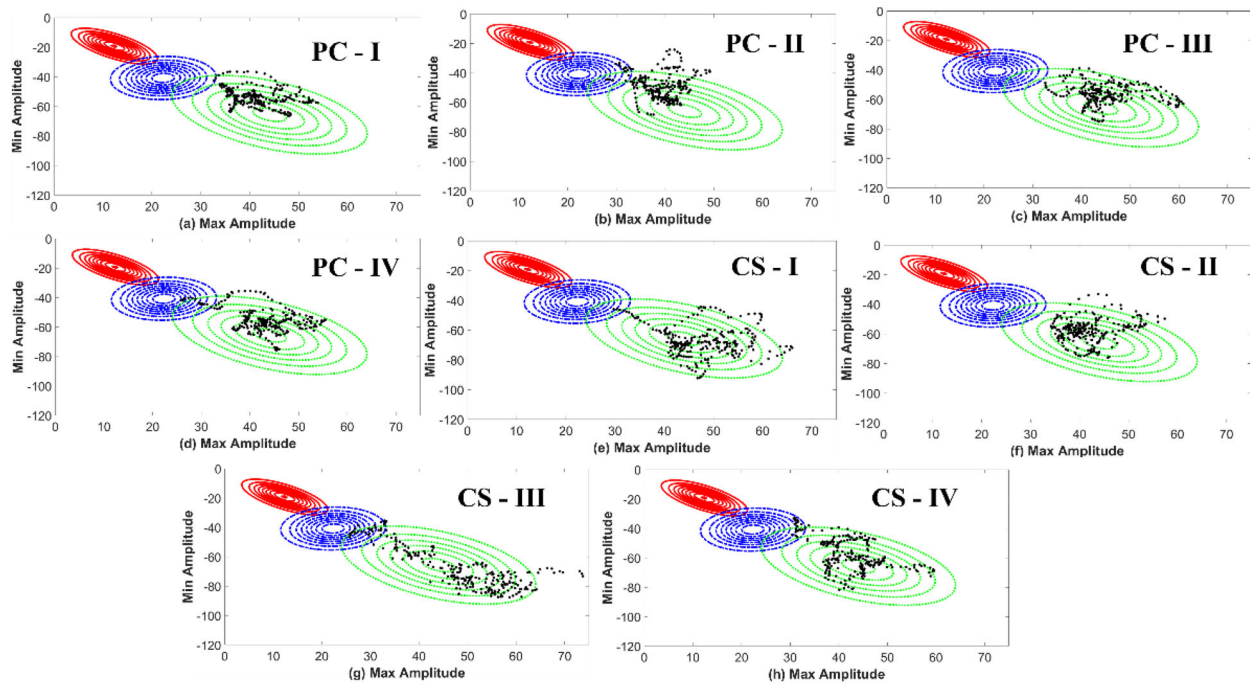 PC - I
Min Amplitude
0
-20
-40
-60
-80
-100
-120
0 10 20 30 40 50 60 70
(a) Max Amplitude
PC - II
Min Amplitude
0
-20
-40
-60
-80
-100
-120
0 10 20 30 40 50 60 70
(b) Max Amplitude
PC - III
Min Amplitude
0
-20
-40
-60
-80
-100
-120
0 10 20 30 40 50 60 70
(c) Max Amplitude
PC - IV
Min Amplitude
0
-20
-40
-60
-80
-100
-120
0 10 20 30 40 50 60 70
(d) Max Amplitude
CS - I
Min Amplitude
0
-20
-40
-60
-80
-100
-120
0 10 20 30 40 50 60 70
(e) Max Amplitude
CS - II
Min Amplitude
0
-20
-40
-60
-80
-100
-120
0 10 20 30 40 50 60 70
(f) Max Amplitude
CS - III
Min Amplitude
0
-20
-40
-60
-80
-100
-120
0 10 20 30 40 50 60 70
(g) Max Amplitude
CS - IV
Min Amplitude
0
-20
-40
-60
-80
-100
-120
0 10 20 30 40 50 60 70
(h) Max Amplitude